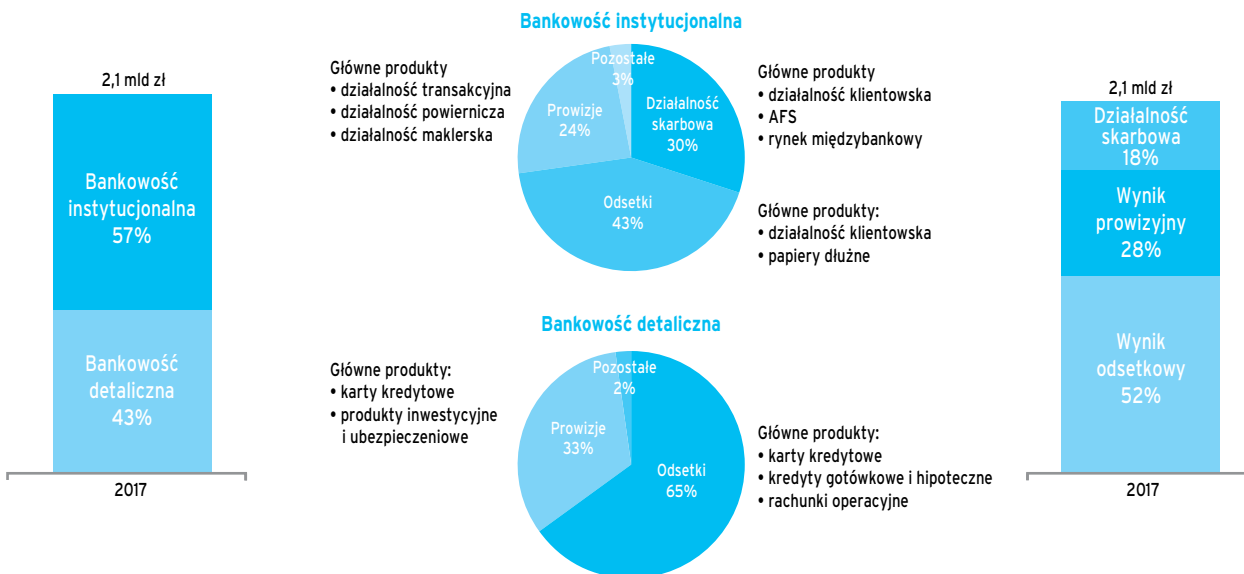 Bankowość instytucjonalna
2,1 mld zł
Bankowość
instytucjonalna
57%
Bankowość
detaliczna
43%
2017
Główne produkty
• działalność transakcyjna
• działalność powiernicza
• działalność maklerska
Pozostałe
3%
Prowizje
24%
Działalność
skarbowa
30%
Odsetki
43%
Główne produkty
• działalność klientowska
• AFS
• rynek międzybankowy
Główne produkty:
• działalność klientowska
• papiery dłużne
Bankowość detaliczna
Główne produkty:
• karty kredytowe
• produkty inwestycyjne
i ubezpieczeniowe
Pozostałe
2%
Prowizje
33%
Odsetki
65%
Główne produkty:
• karty kredytowe
• kredyty gotówkowe i hipoteczne
• rachunki operacyjne
2,1 mld zł
Działalność
skarbowa
18%
Wynik
prowizyjny
28%
Wynik
odsetkowy
52%
2017